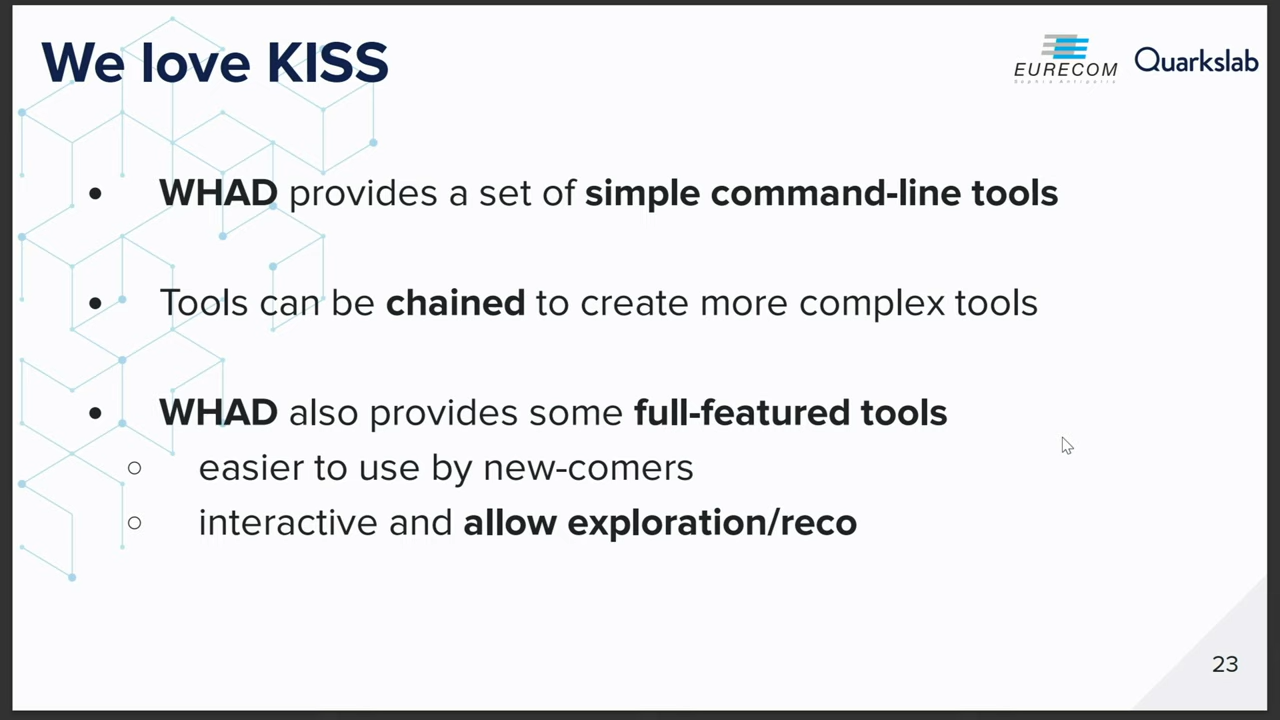 We love KISS
EURECOM
Sophia Antipolis
Quarkslab
• WHAD provides a set of simple command-line tools
• Tools can be chained to create more complex tools
• WHAD also provides some full-featured tools
○ easier to use by new-comers
○ interactive and allow exploration/reco
23